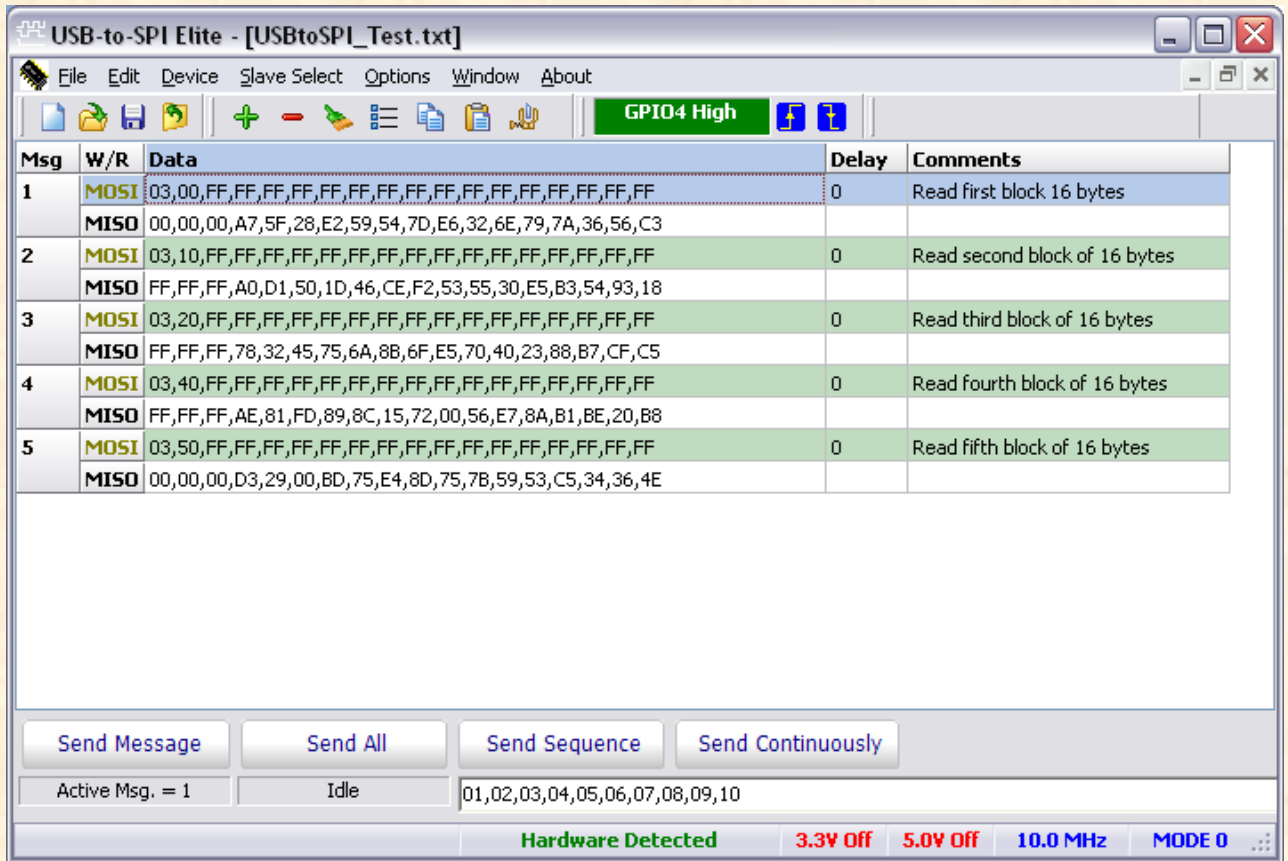 USB-to-SPI Elite - [USBtoSPI_Test.txt]
File Edit Device Slave Select Options Window About
GPIO4 High
Msg W/R Data Delay Comments
1 MOSI 03,00,FF,FF,FF,FF,FF,FF,FF,FF,FF,FF,FF,FF,FF,FF,FF 0 Read first block 16 bytes
MISO 00,00,00,A7,5F,28,E2,59,54,7D,E6,32,6E,79,7A,36,56,C3
2 MOSI 03,10,FF,FF,FF,FF,FF,FF,FF,FF,FF,FF,FF,FF,FF,FF,FF 0 Read second block of 16 bytes
MISO FF,FF,FF,A0,D1,50,1D,46,CE,F2,53,55,30,E5,B3,54,93,18
3 MOSI 03,20,FF,FF,FF,FF,FF,FF,FF,FF,FF,FF,FF,FF,FF,FF,FF 0 Read third block of 16 bytes
MISO FF,FF,FF,78,32,45,75,6A,8B,6F,E5,70,40,23,88,B7,CF,C5
4 MOSI 03,40,FF,FF,FF,FF,FF,FF,FF,FF,FF,FF,FF,FF,FF,FF,FF 0 Read fourth block of 16 bytes
MISO FF,FF,FF,AE,81,FD,89,8C,15,72,00,56,E7,8A,B1,BE,20,B8
5 MOSI 03,50,FF,FF,FF,FF,FF,FF,FF,FF,FF,FF,FF,FF,FF,FF,FF 0 Read fifth block of 16 bytes
MISO 00,00,00,D3,29,00,BD,75,E4,8D,75,7B,59,53,C5,34,36,4E
Send Message Send All Send Sequence Send Continuously
Active Msg. = 1 Idle 01,02,03,04,05,06,07,08,09,10
Hardware Detected 3.3V Off 5.0V Off 10.0 MHz MODE 0